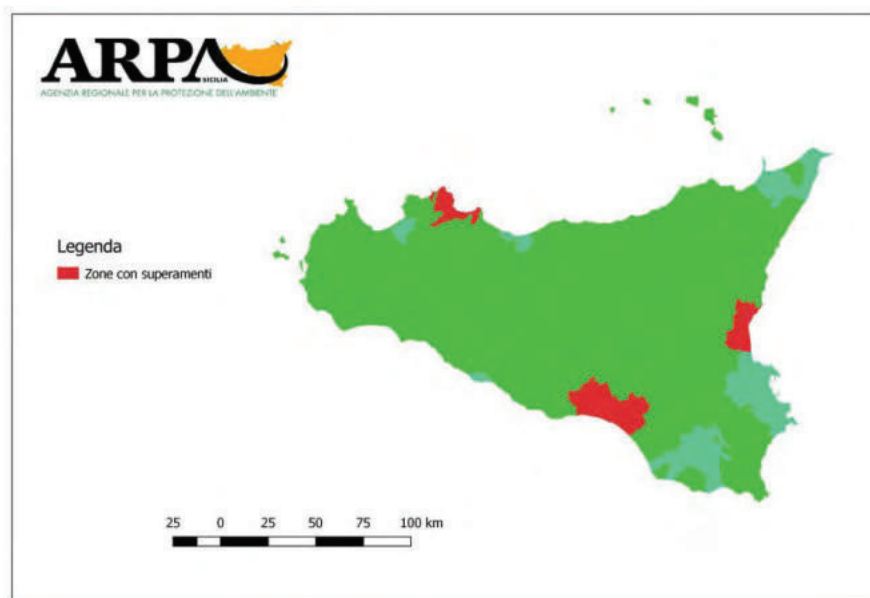 ARPA
SICILIA
AGENZIA REGIONALE PER LA PROTEZIONE DELL'AMBIENTE
Legenda
Zone con superamenti
25 0 25 50 75 100 km